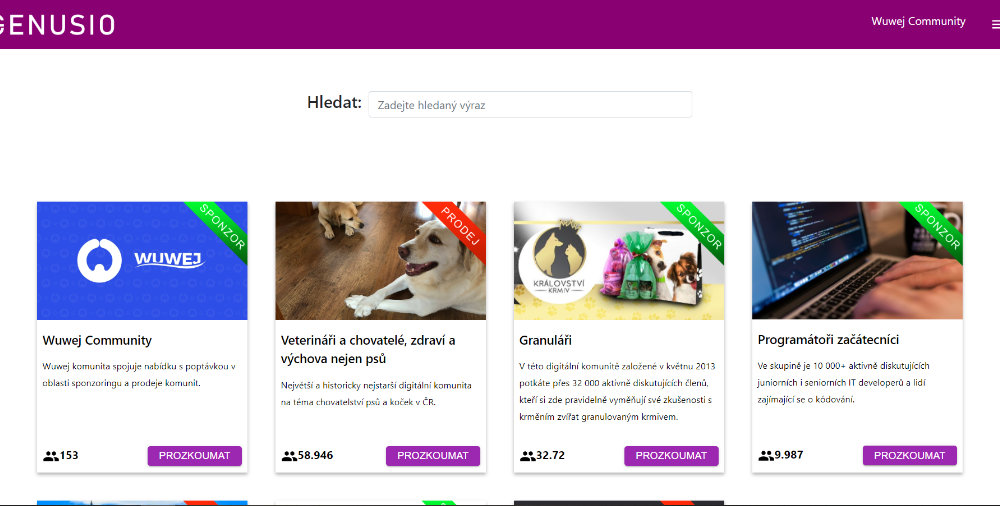 GENUSIO
Wuwej Community
Hledat:
Zadejte hledaný výraz
SPONZOR
WUWEJ
Wuwej Community
Wuwej komunita spojuje nabídku s poptávkou v
oblasti sponzoringu a prodeje komunit.
153
PROZKOUMAT
PRODEJ
Veterináři a chovatelé, zdraví a
výchova nejen psů
Největší a historicky nejstarší digitální komunita
na téma chovatelství psů a koček v ČR.
58.946
PROZKOUMAT
SPONZOR
KRÁLOVSTVÍ
KRMIV
Granuláři
V této digitální komunitě založené v květnu 2013
potkáte přes 32 000 aktivně diskutujících členů,
kteří si zde pravidelně vyměňují své zkušenosti s
krměním zvířat granulovaným krmivem.
32.72
PROZKOUMAT
SPONZOR
Programátoři začátecníci
Ve skupině je 10 000+ aktivně diskutujících
juniorních i seniorních IT developerů a lidí
zajímající se o kódování.
9.987
PROZKOUMAT